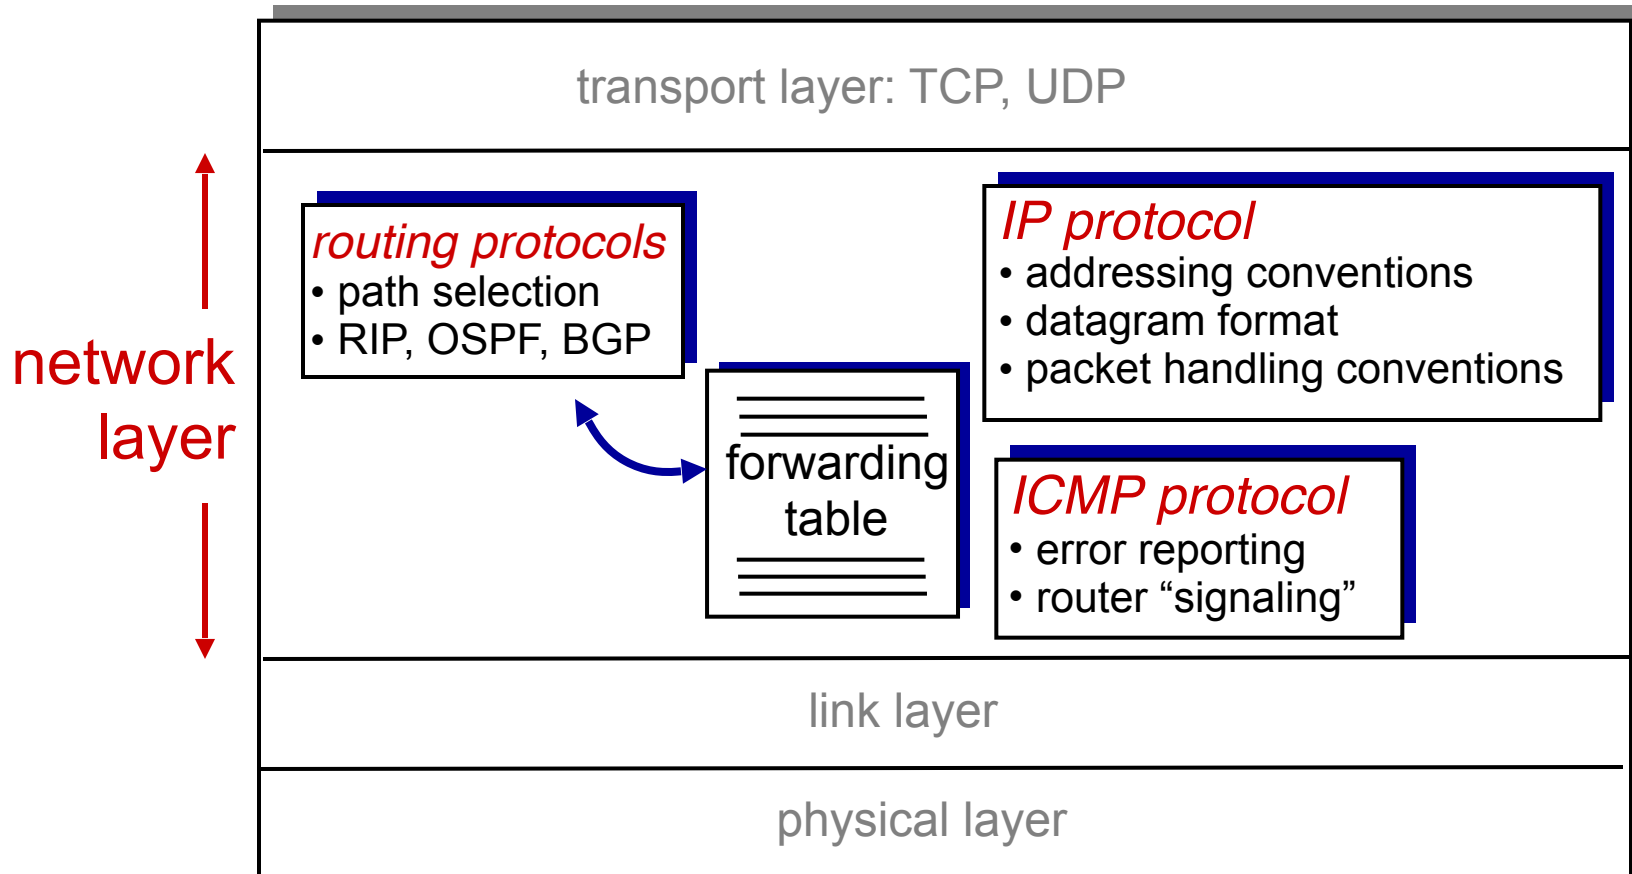 transport layer: TCP, UDP
network
layer
routing protocols
• path selection
• RIP, OSPF, BGP
forwarding
table
IP protocol
• addressing conventions
• datagram format
• packet handling conventions
ICMP protocol
• error reporting
• router “signaling”
link layer
physical layer